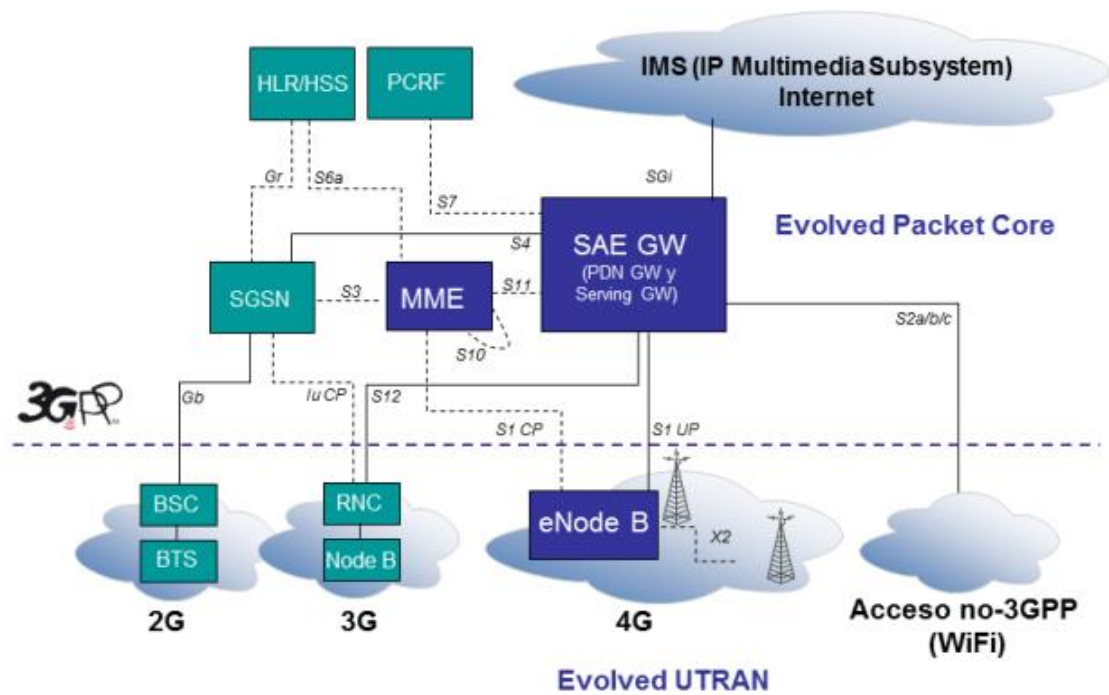 IMS (IP Multimedia Subsystem)
Internet
HLR/HSS
PCRF
Gr
S6a
S7
SGi
Evolved Packet Core
SAE GW
(PDN GW y
Serving GW)
S4
SGSN
S3
MME
S11
S10
S2a/b/c
3GPP
Gb
Iu CP
S12
S1 CP
S1 UP
BSC
BTS
RNC
Node B
eNode B
X2
2G
3G
4G
Acceso no-3GPP
(WiFi)
Evolved UTRAN